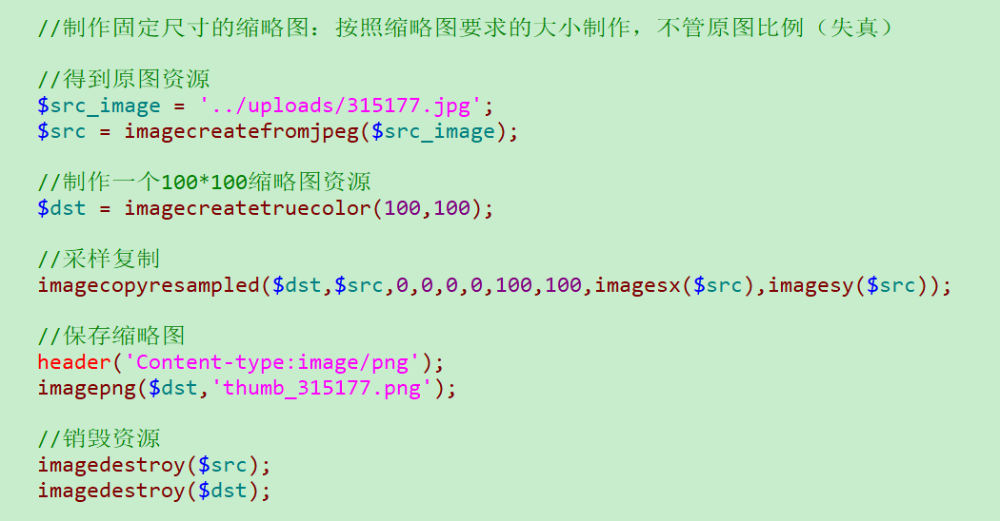 //制作固定尺寸的缩略图：按照缩略图要求的大小制作，不管原图比例（失真）
//得到原图资源
$src_image = '../uploads/315177.jpg';
$src = imagecreatefromjpeg($src_image);
//制作一个100*100缩略图资源
$dst = imagecreatetruecolor(100,100);
//采样复制
imagecopyresampled($dst,$src,0,0,0,0,100,100,imagesx($src),imagesy($src));
//保存缩略图
header('Content-type:image/png');
imagepng($dst,'thumb_315177.png');
//销毁资源
imagedestroy($src);
imagedestroy($dst);